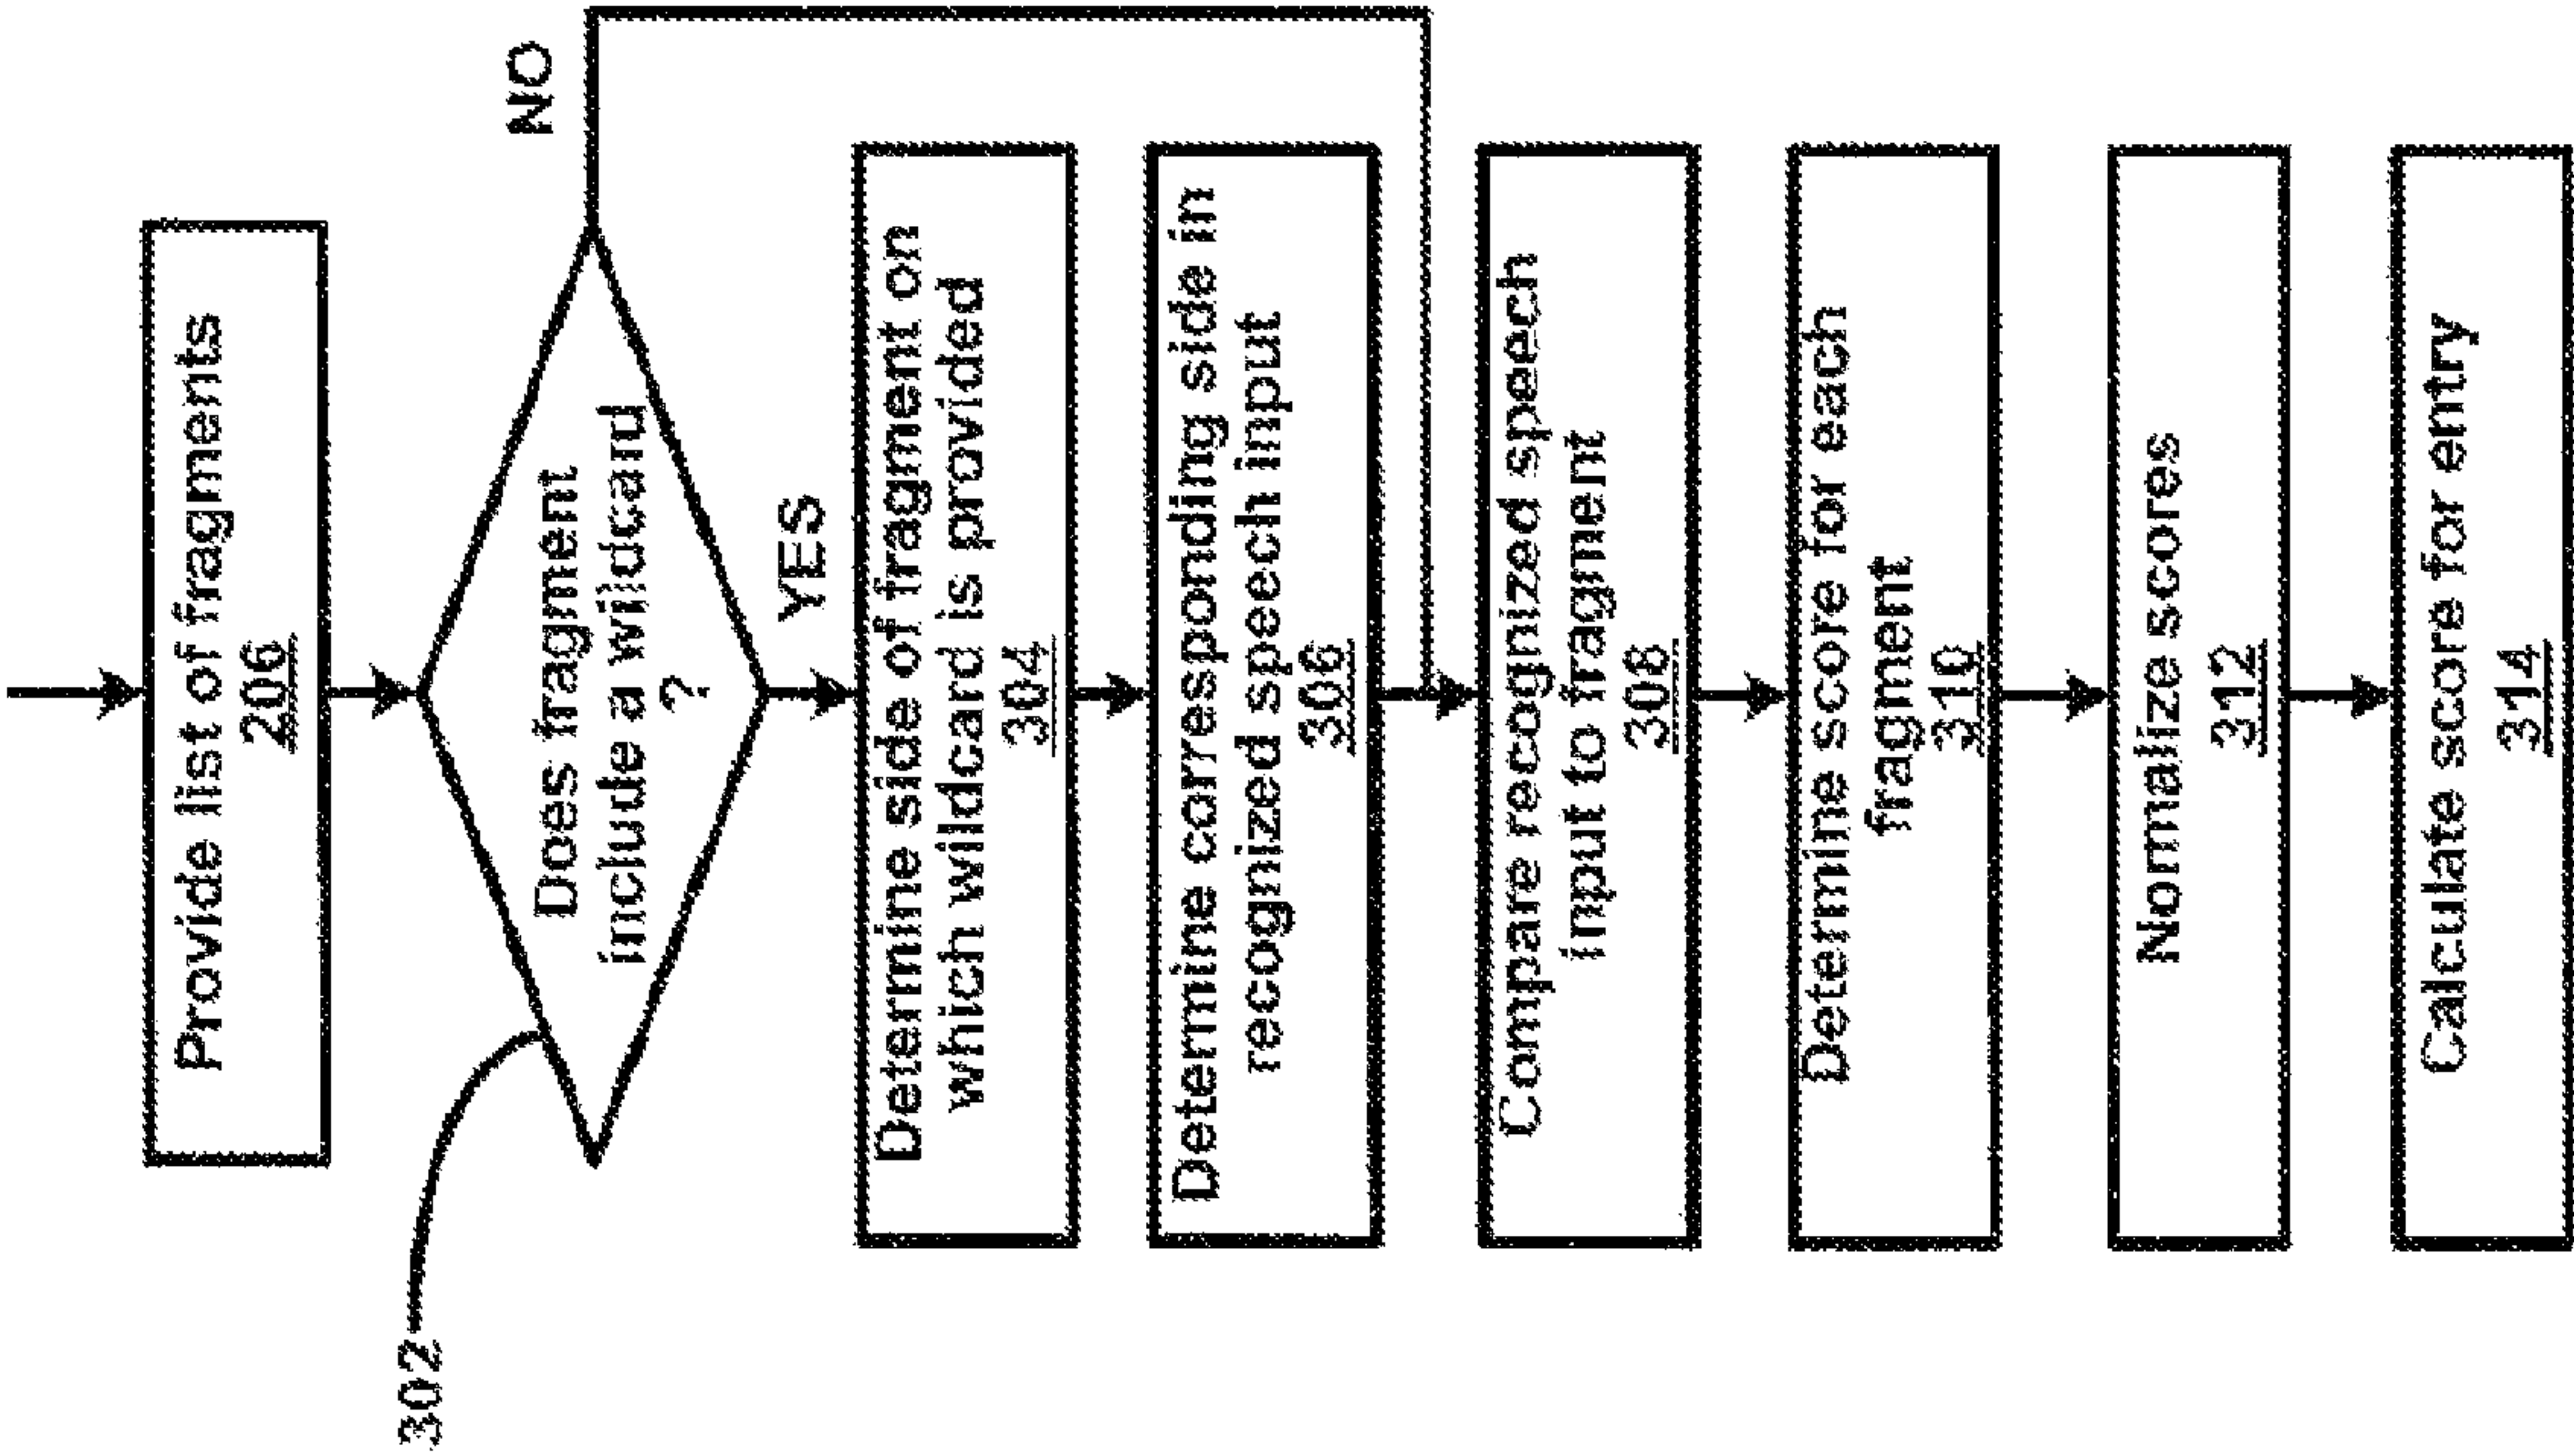 Provide list of fragments
206
302
Does fragment
include a wildcard
?
NO
YES
Determine side of fragment on
which wildcard is provided
304
Determine corresponding side in
recognized speech input
306
Compare recognized speech
input to fragment
308
Determine score for each
fragment
310
Nomalize scores
312
Calculate score for entry
314